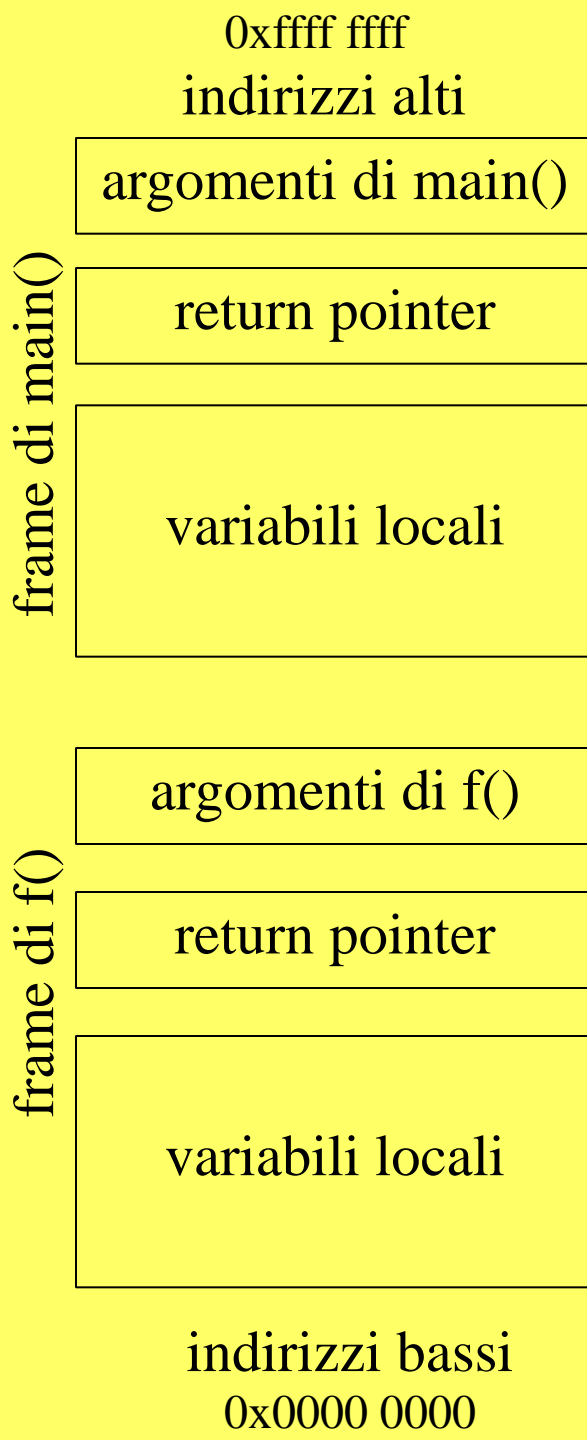 0xffff ffff
indirizzi alti
argomenti di main()
frame di main()
return pointer
variabili locali
argomenti di f()
frame di f()
return pointer
variabili locali
indirizzi bassi
0x0000 0000